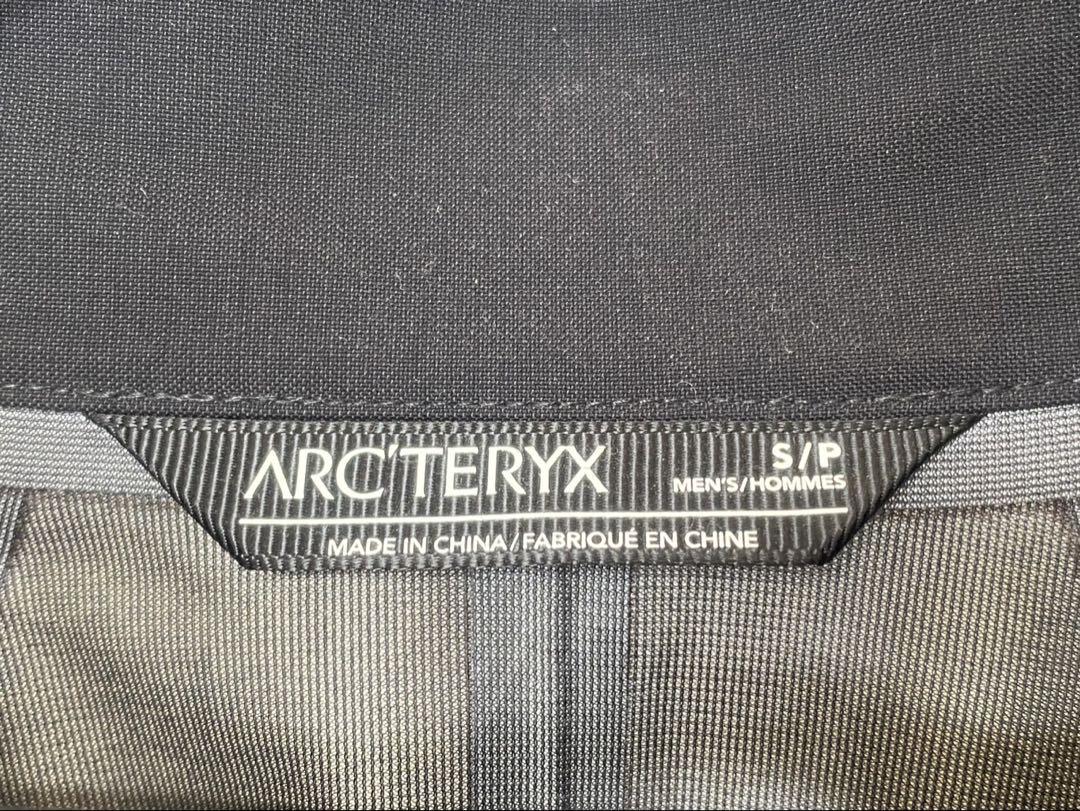 ARC'TERYX
S/P
MEN'S/HOMMES
MADE IN CHINA/FABRIQUÉ EN CHINE